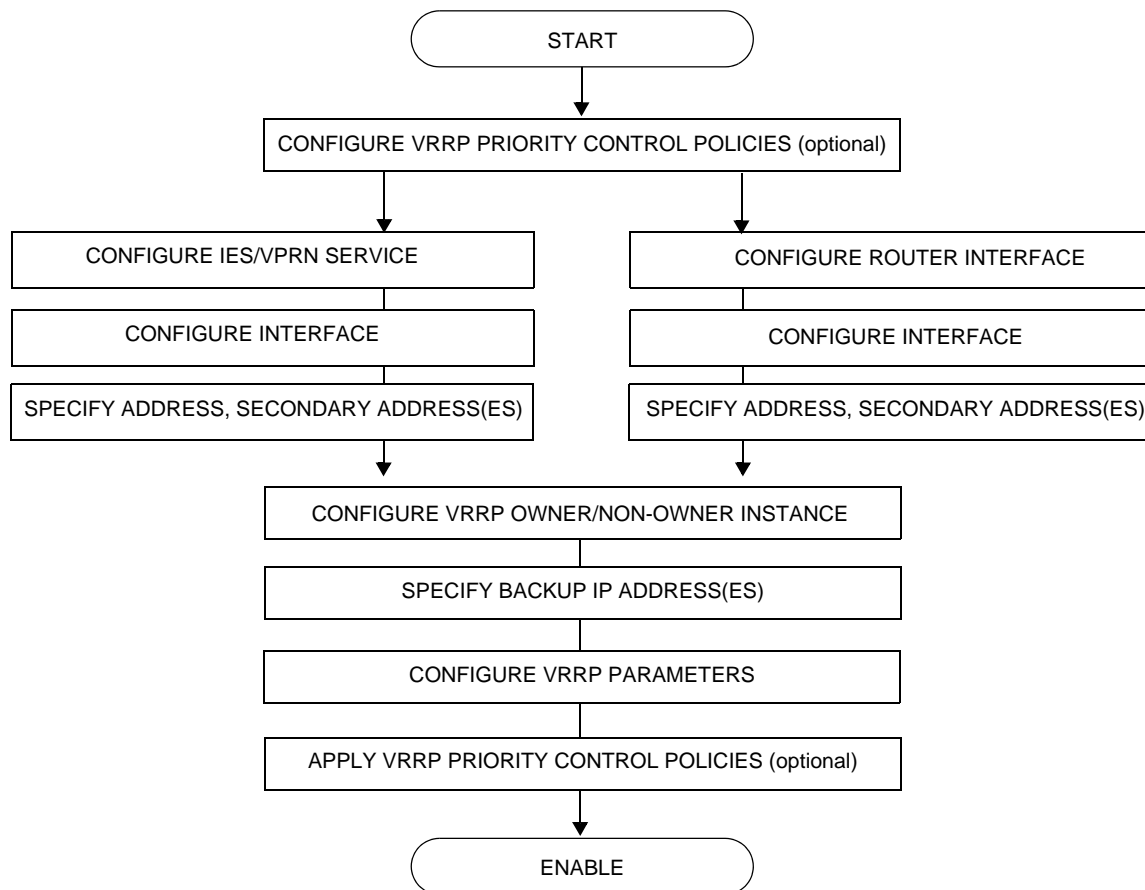 START
CONFIGURE VRRP PRIORITY CONTROL POLICIES (optional)
CONFIGURE IES/VPRN SERVICE
CONFIGURE ROUTER INTERFACE
CONFIGURE INTERFACE
CONFIGURE INTERFACE
SPECIFY ADDRESS, SECONDARY ADDRESS(ES)
SPECIFY ADDRESS, SECONDARY ADDRESS(ES)
CONFIGURE VRRP OWNER/NON-OWNER INSTANCE
SPECIFY BACKUP IP ADDRESS(ES)
CONFIGURE VRRP PARAMETERS
APPLY VRRP PRIORITY CONTROL POLICIES (optional)
ENABLE